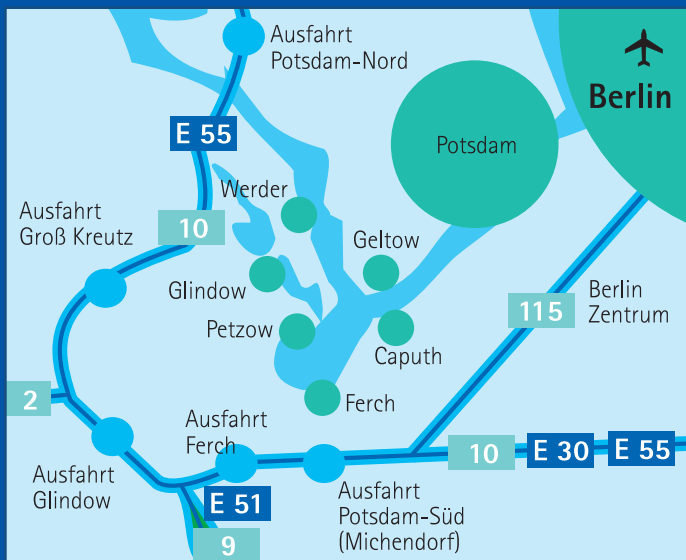 Ausfahrt
Potsdam-Nord
Berlin
E 55
Potsdam
Werder
Ausfahrt
Groß Kreutz
10
Geltow
Glindow
Berlin
Zentrum
115
Petzow
Caputh
2
Ferch
Ausfahrt
Ferch
10
E 30
E 55
Ausfahrt
Glindow
E 51
Ausfahrt
Potsdam-Süd
(Michendorf)
9